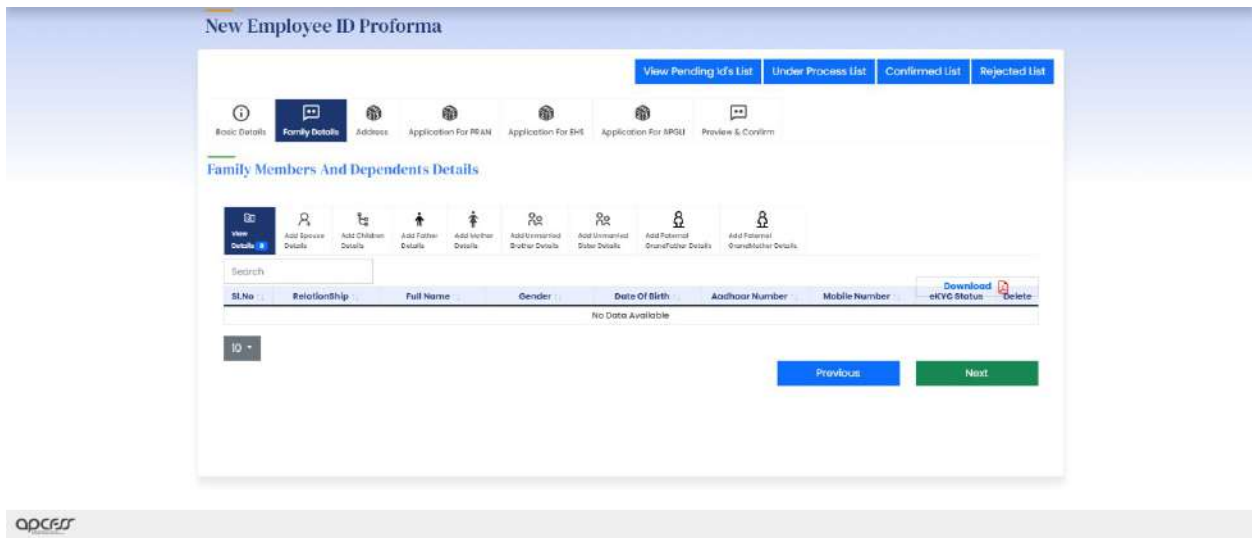 New Employee ID Proforma
View Pending Id's List Under Process List Confirmed List Rejected List
Basic Details Family Details Address Application For PRAN Application For EHS Application For APGLI Preview & Confirm
Family Members And Dependents Details
View Details 0 Add Spouse Details Add Children Details Add Father Details Add Mother Details Add Unmarried Brother Details Add Unmarried Sister Details Add Paternal GrandFather Details Add Paternal GrandMother Details
Search
Download
Sl.No RelationShip Full Name Gender Date Of Birth Aadhaar Number Mobile Number eKYC Status Delete
No Data Available
10
Previous Next
apcfss